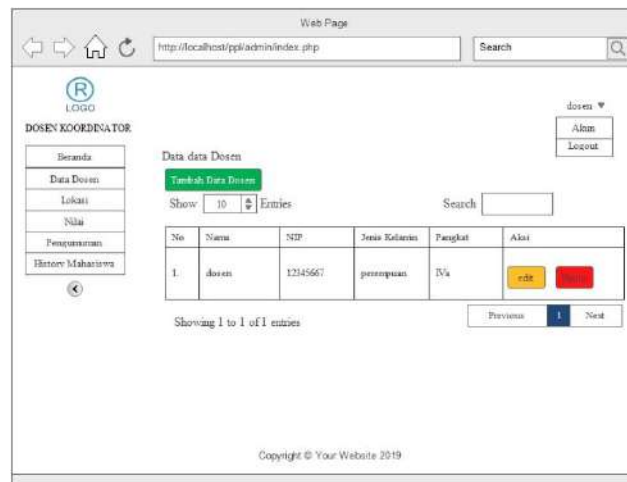 Web Page
http://localhost/ppl/admin/index.php
Search
R
LOGO
dosen
DOSEN KOORDINATOR
Akun
Logout
Beranda
Data Dosen
Lokasi
Nilai
Pengumuman
History Mahasiswa
Data data Dosen
Tambah Data Dosen
Show 10 Entries
Search
No Nama NIP Jenis Kelamin Pangkat Aksi
1. dosen 12345667 perempuan IVa edit
Showing 1 to 1 of 1 entries
Previous 1 Next
Copyright © Your Website 2019